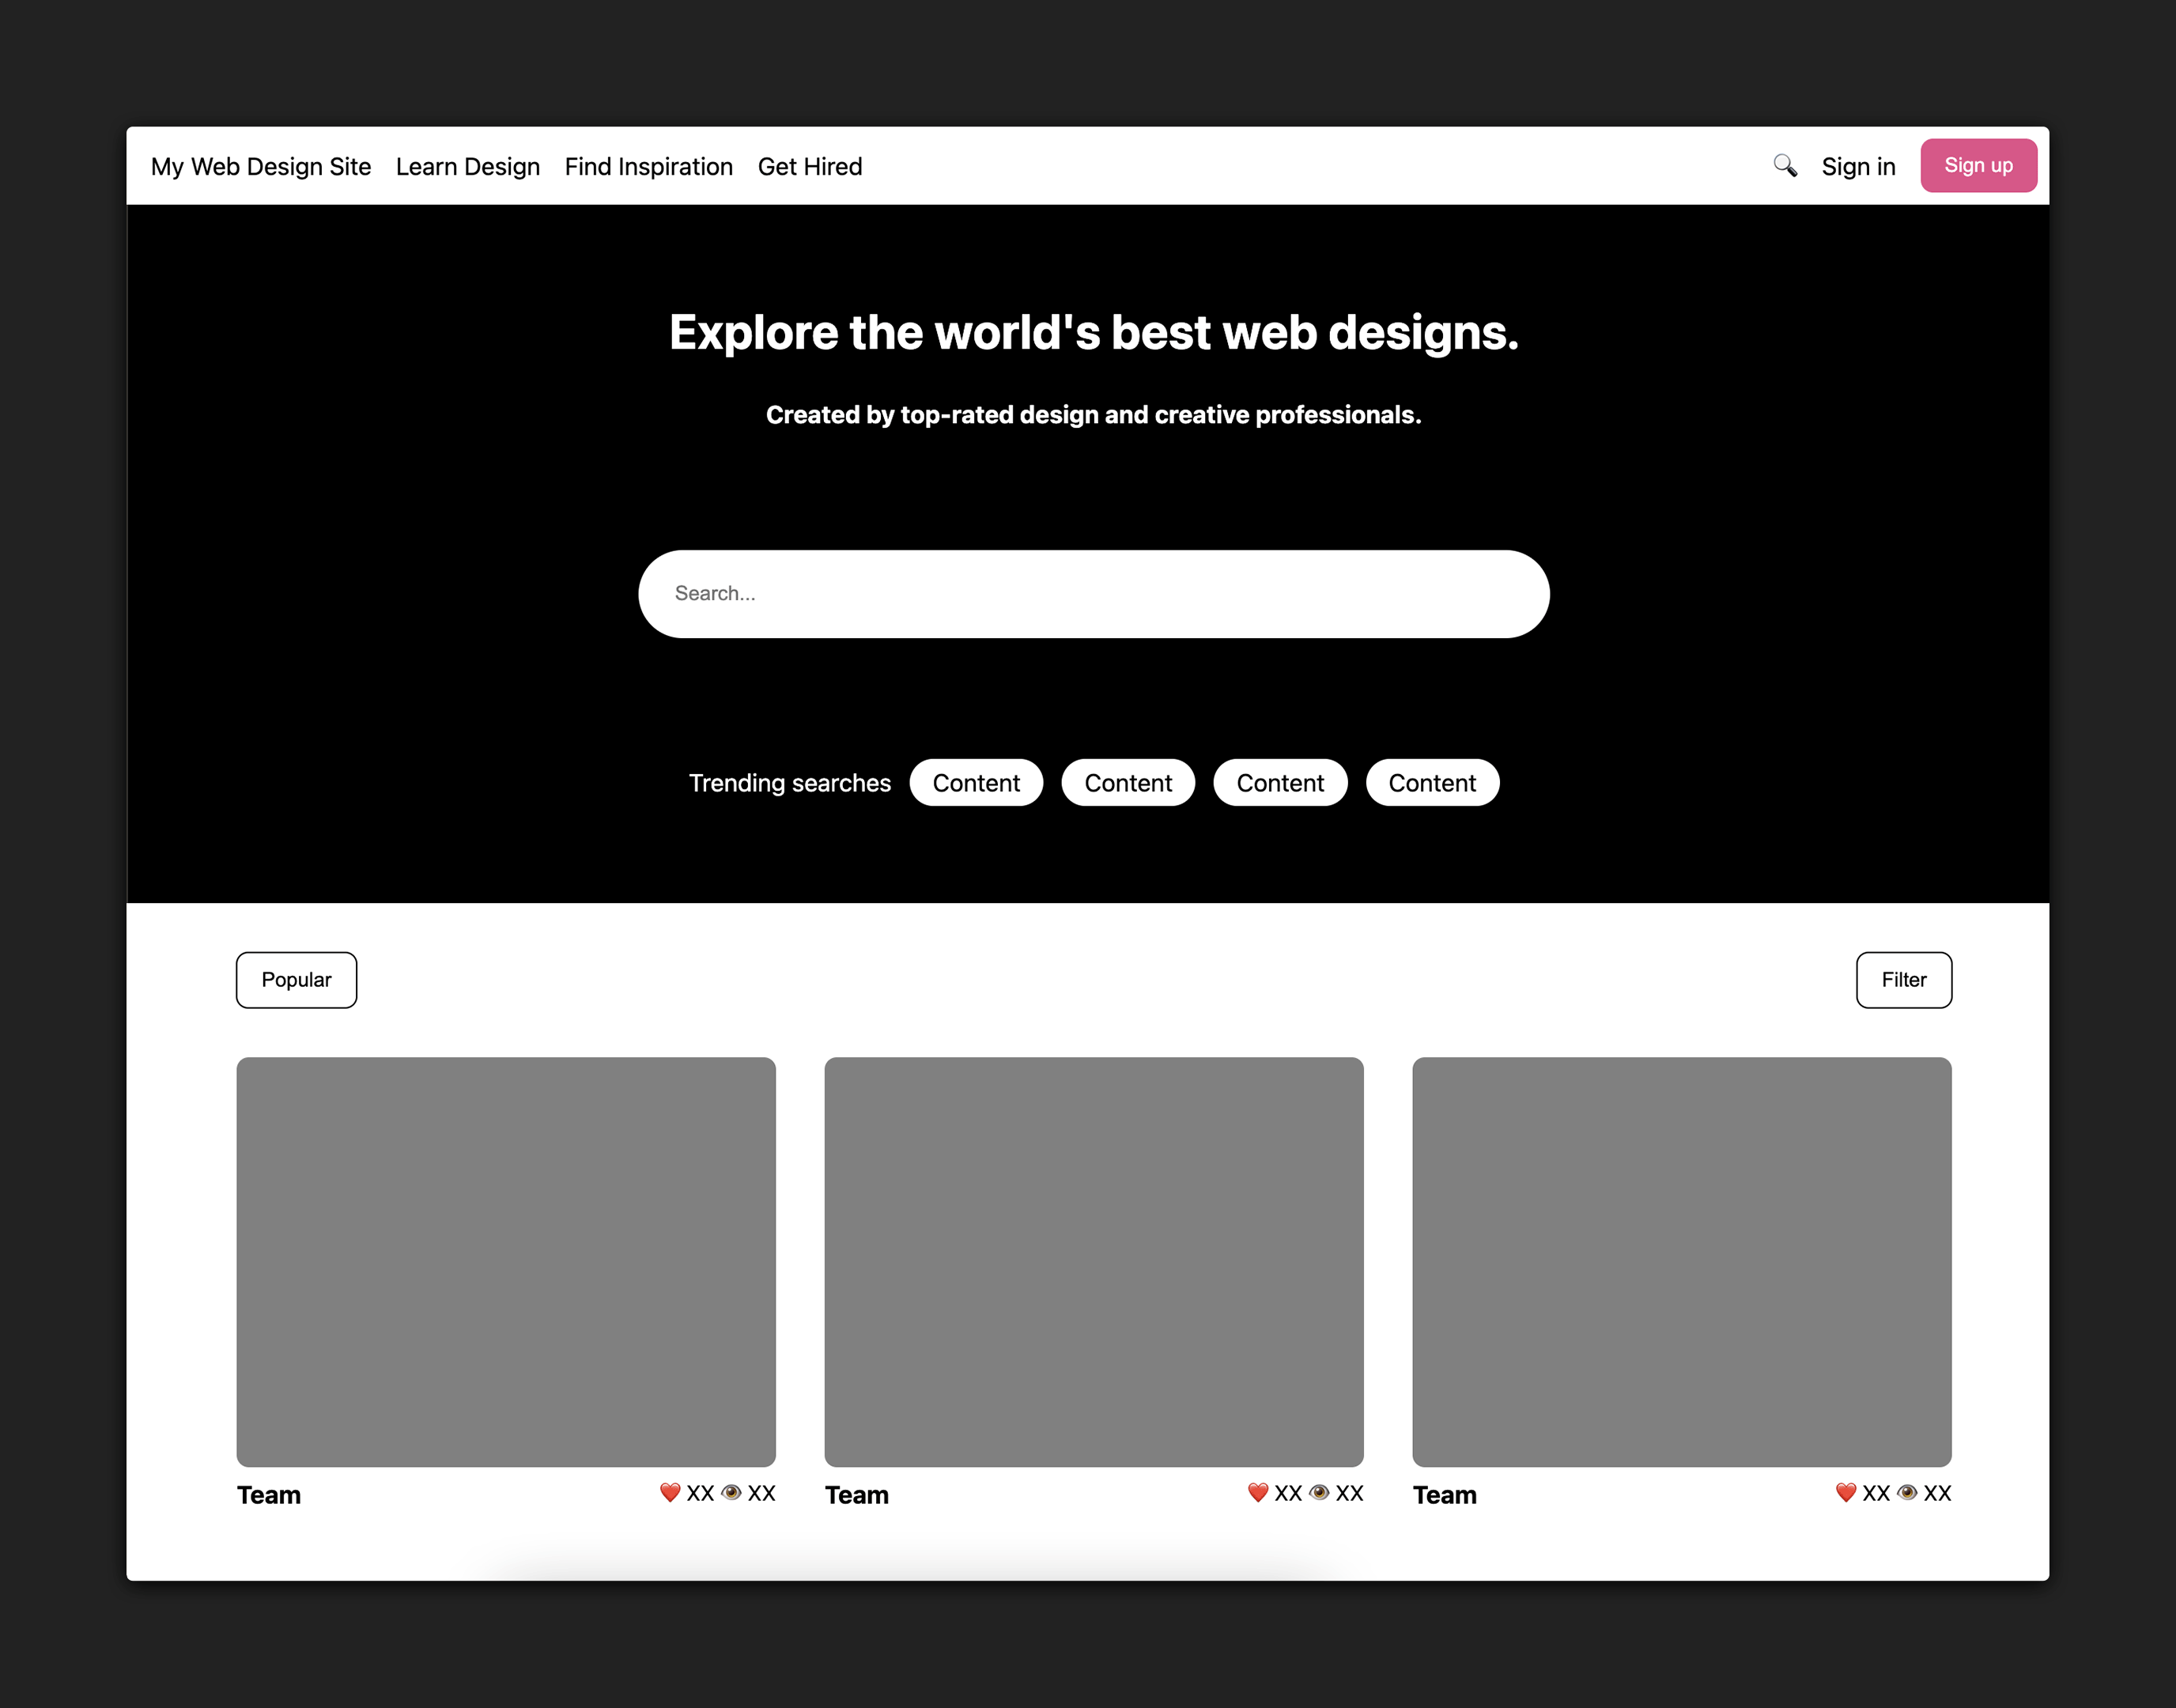 My Web Design Site Learn Design Find Inspiration Get Hired 🔍 Sign in Sign up
Explore the world's best web designs.
Created by top-rated design and creative professionals.
Search...
Trending searches Content Content Content Content
Popular Filter
Team ❤️ XX 👁️ XX Team ❤️ XX 👁️ XX Team ❤️ XX 👁️ XX